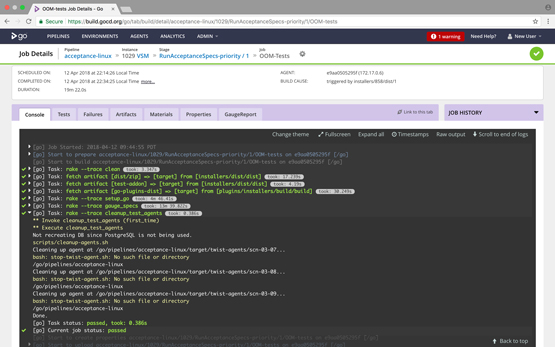 OOM-tests Job Details - Go
Secure https://build.gocd.org/go/tab/build/detail/acceptance-linux/1029/RunAcceptanceSpecs-priority/1/OOM-tests
go PIPELINES ENVIRONMENTS AGENTS ANALYTICS ADMIN 1 warning Need Help? New User
Job Details
Pipeline Instance Stage Job
acceptance-linux 1029 VSM RunAcceptanceSpecs-priority / 1 OOM-Tests
SCHEDULED ON: 12 Apr 2018 at 22:14:26 Local Time AGENT: e9aa0505295f (172.17.0.6)
COMPLETED ON: 12 Apr 2018 at 22:34:25 Local Time more... BUILD CAUSE: triggered by installers/858/dist/1
DURATION: 19m 22.0s
Console Tests Failures Artifacts Materials Properties GaugeReport Link to this tab JOB HISTORY
Change theme Fullscreen Expand all Timestamps Raw output Scroll to end of logs
[go] Job Started: 2018-04-12 09:44:55 PDT
[go] Start to prepare acceptance-linux/1029/RunAcceptanceSpecs-priority/1/OOM-tests on e9aa0505295f [/go]
[go] Start to build acceptance-linux/1029/RunAcceptanceSpecs-priority/1/OOM-tests on e9aa0505295f [/go]
[go] Task: rake --trace clean took: 3.347s
[go] Task: fetch artifact [dist/zip] => [target] from [installers/dist/dist] took: 17.239s
[go] Task: fetch artifact [test-addon] => [target] from [installers/dist/dist] took: 4.19s
[go] Task: fetch artifact [go-plugins-dist] => [target] from [plugins/installers/build/build] took: 30.249s
[go] Task: rake --trace setup_go took: 4m 46.41s
[go] Task: rake --trace gauge_specs took: 13m 39.622s
[go] Task: rake --trace cleanup_test_agents took: 0.386s
** Invoke cleanup_test_agents (first_time)
** Execute cleanup_test_agents
Not recreating DB since PostgreSQL is not being used.
scripts/cleanup-agents.sh
Cleaning up agent at /go/pipelines/acceptance-linux/target/twist-agents/scn-03-07...
bash: stop-twist-agent.sh: No such file or directory
/go/pipelines/acceptance-linux
Cleaning up agent at /go/pipelines/acceptance-linux/target/twist-agents/scn-03-08...
bash: stop-twist-agent.sh: No such file or directory
/go/pipelines/acceptance-linux
Cleaning up agent at /go/pipelines/acceptance-linux/target/twist-agents/scn-03-09...
bash: stop-twist-agent.sh: No such file or directory
/go/pipelines/acceptance-linux
Done.
[go] Task status: passed, took: 0.386s
[go] Current job status: passed
Back to top